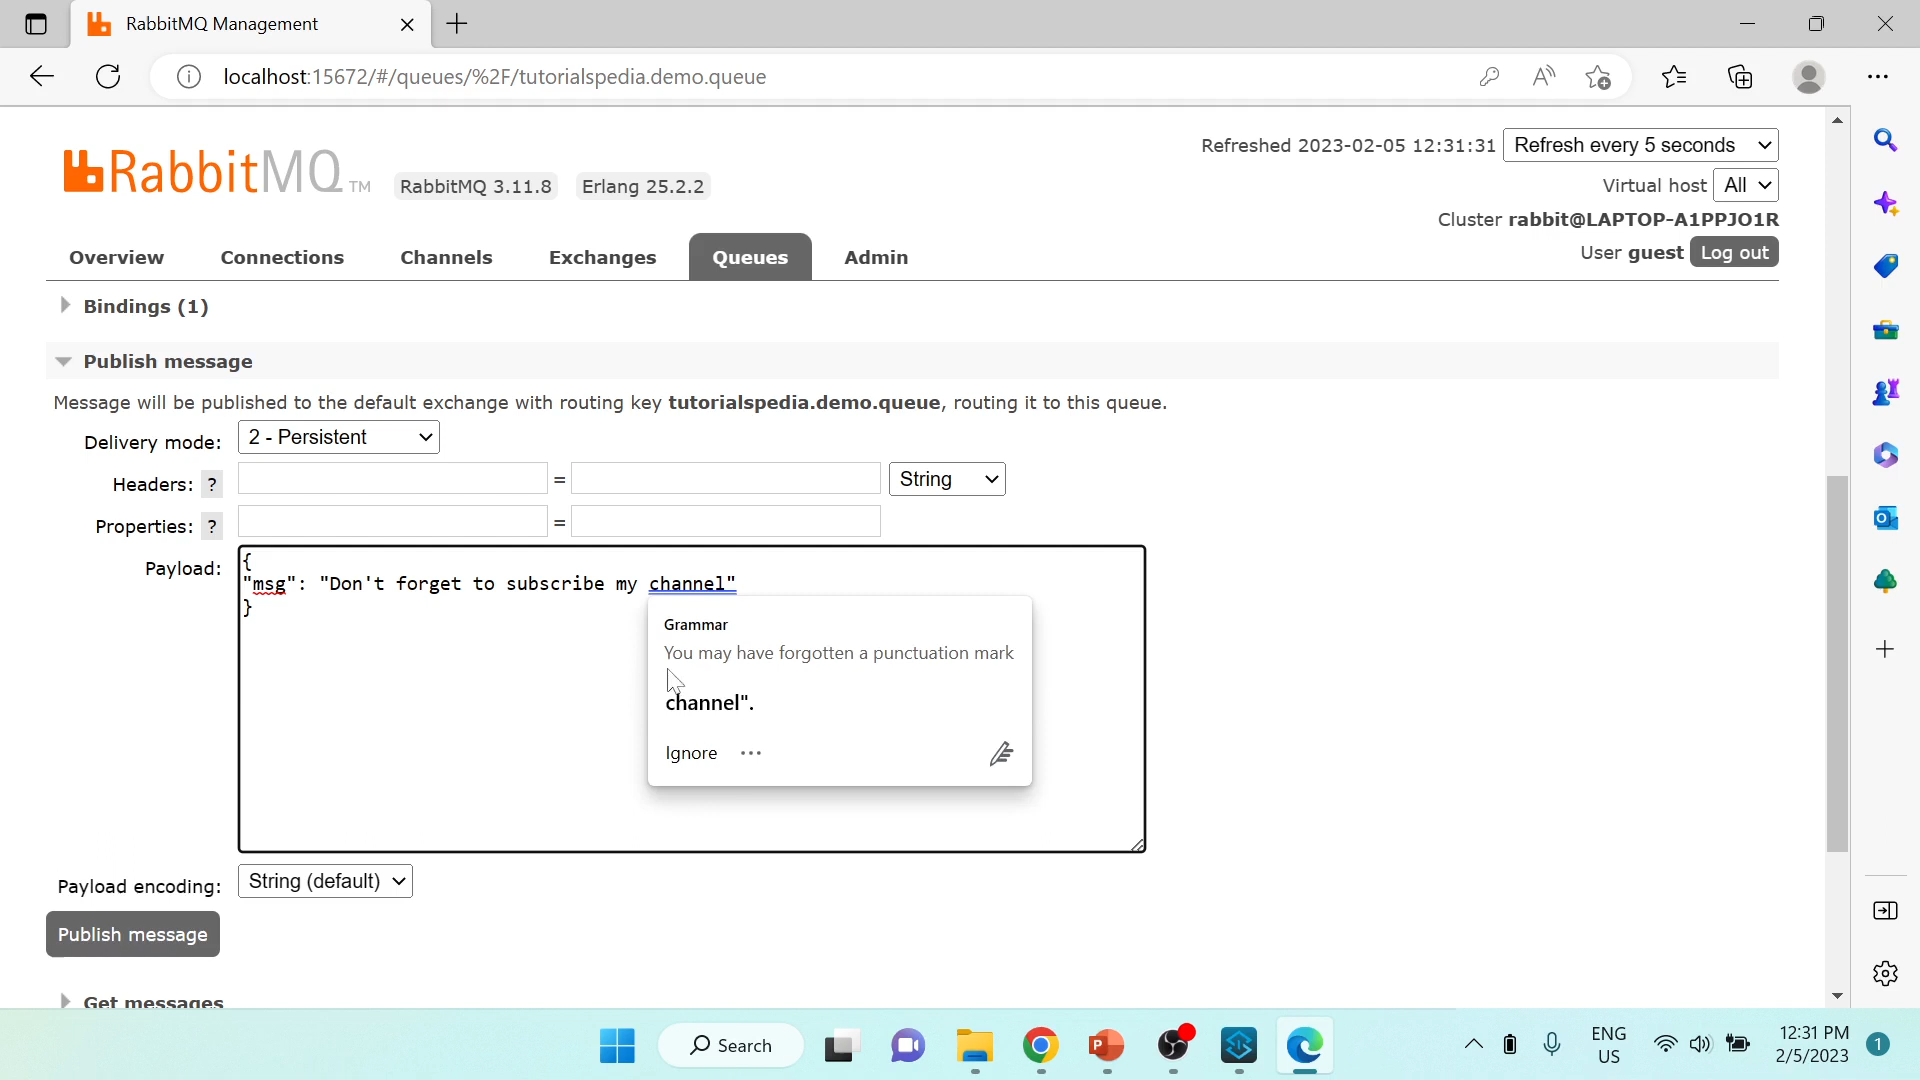 RabbitMQ Management
localhost:15672/#/queues/%2F/tutorialspedia.demo.queue
RabbitMQ TM
RabbitMQ 3.11.8
Erlang 25.2.2
Refreshed 2023-02-05 12:31:31
Refresh every 5 seconds
Virtual host All
Cluster rabbit@LAPTOP-A1PPJO1R
User guest Log out
Overview
Connections
Channels
Exchanges
Queues
Admin
Bindings (1)
Publish message
Message will be published to the default exchange with routing key tutorialspedia.demo.queue, routing it to this queue.
Delivery mode: 2 - Persistent
Headers: ? = String
Properties: ? =
Payload:
{
"msg": "Don't forget to subscribe my channel"
}
Grammar
You may have forgotten a punctuation mark
channel".
Ignore
Payload encoding: String (default)
Publish message
Get messages
Search
ENG
US
12:31 PM
2/5/2023
1